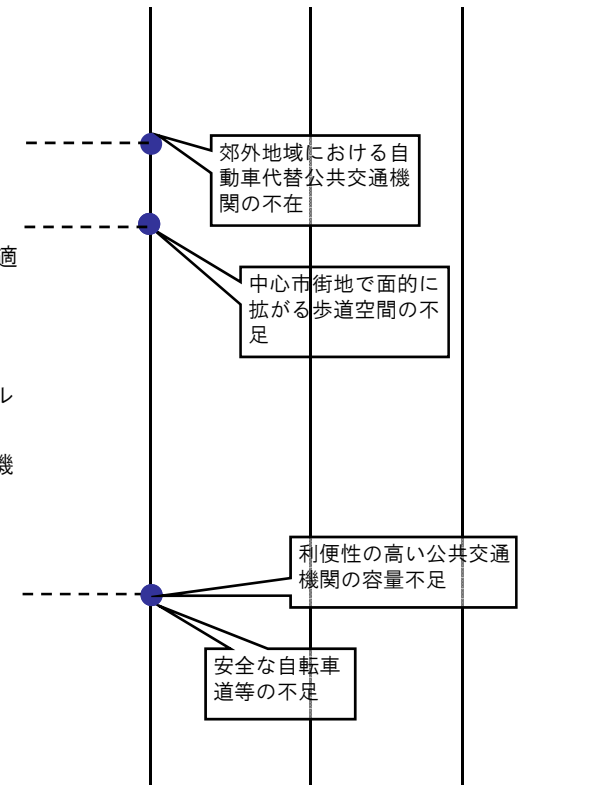 郊外地域における自
動車代替公共交通機
関の不在
適
中心市街地で面的に
拡がる歩道空間の不
足
ル
機
利便性の高い公共交通
機関の容量不足
安全な自転車
道等の不足